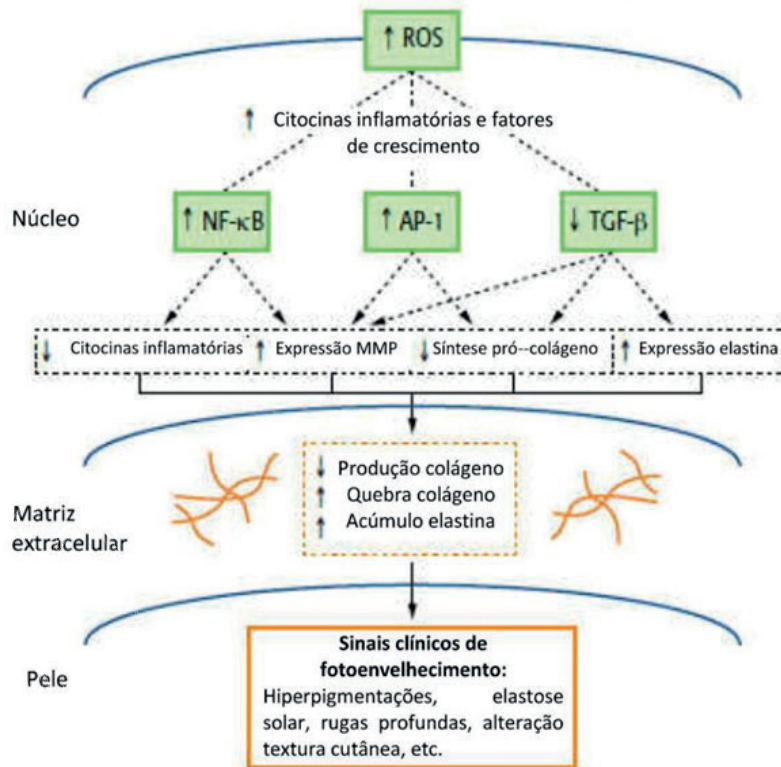 ↑ ROS
↑ Citocinas inflamatórias e fatores
de crescimento
Núcleo
↑ NF-κB
↑ AP-1
↓ TGF-β
↓ Citocinas inflamatórias
↑ Expressão MMP
↓ Síntese pró--colágeno
↑ Expressão elastina
Matriz
extracelular
↓ Produção colágeno
↑ Quebra colágeno
↑ Acúmulo elastina
Pele
Sinais clínicos de
fotoenvelhecimento:
Hiperpigmentações, elastose
solar, rugas profundas, alteração
textura cutânea, etc.